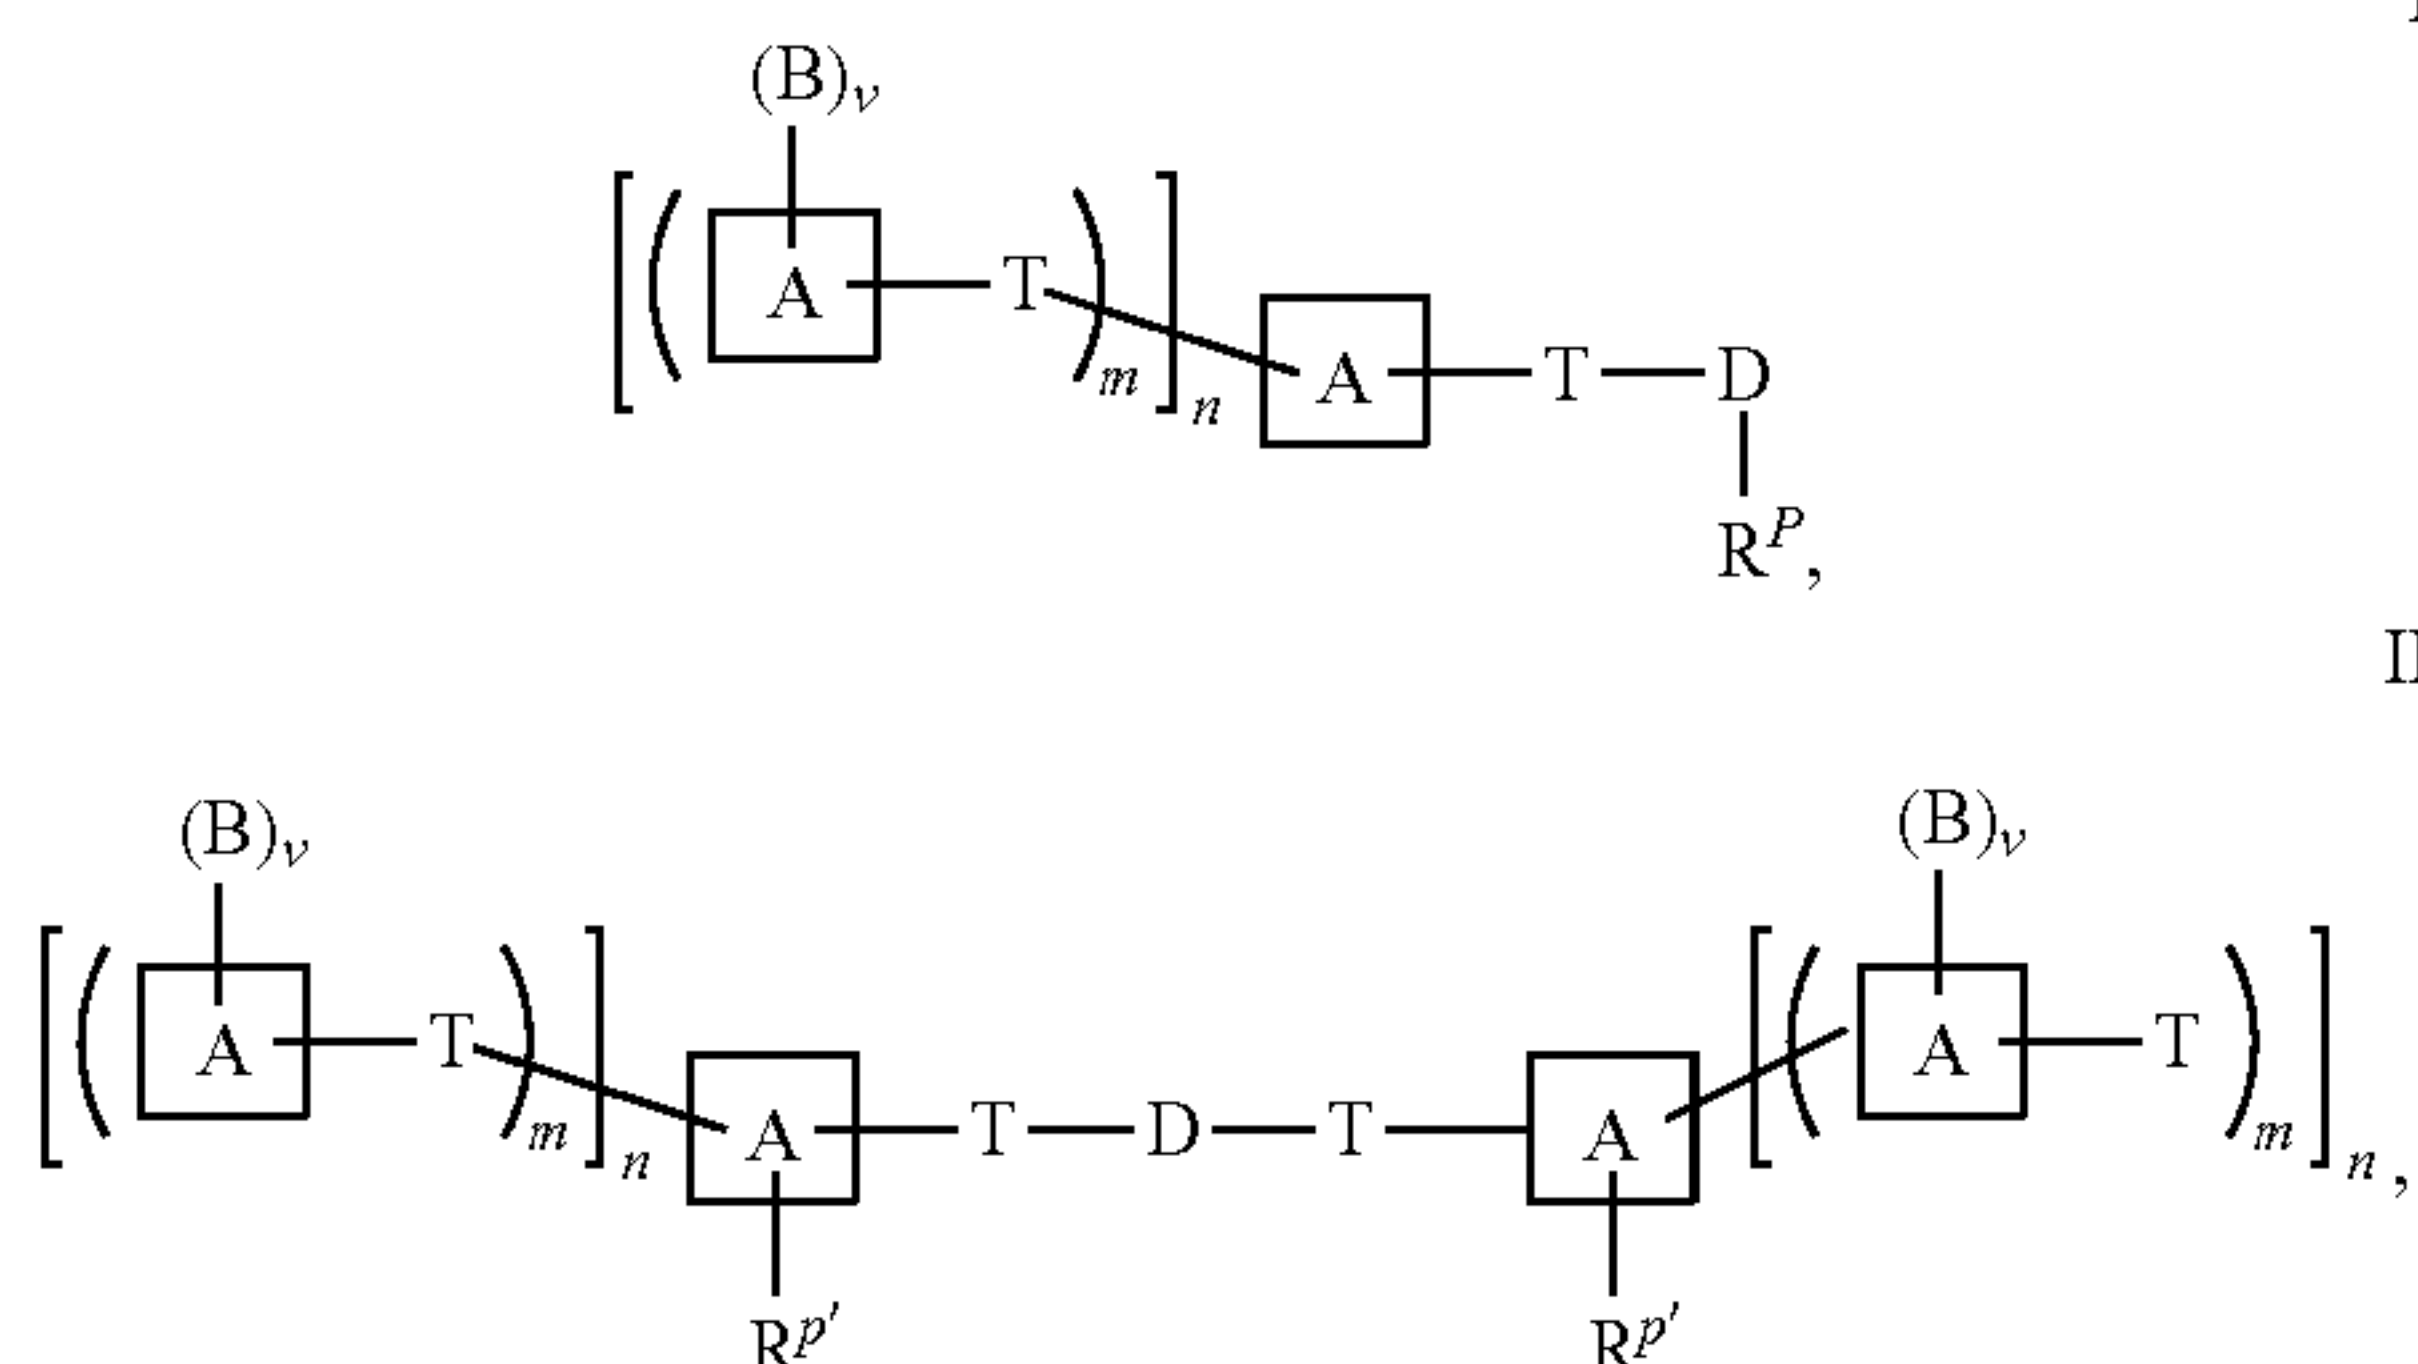 I
(B)v
[(A—T)m]n A—T—D
R^P,
II
(B)v (B)v
[(A—T)m]n A—T—D—T—A [(A—T)m]n,
R^p′ R^p′